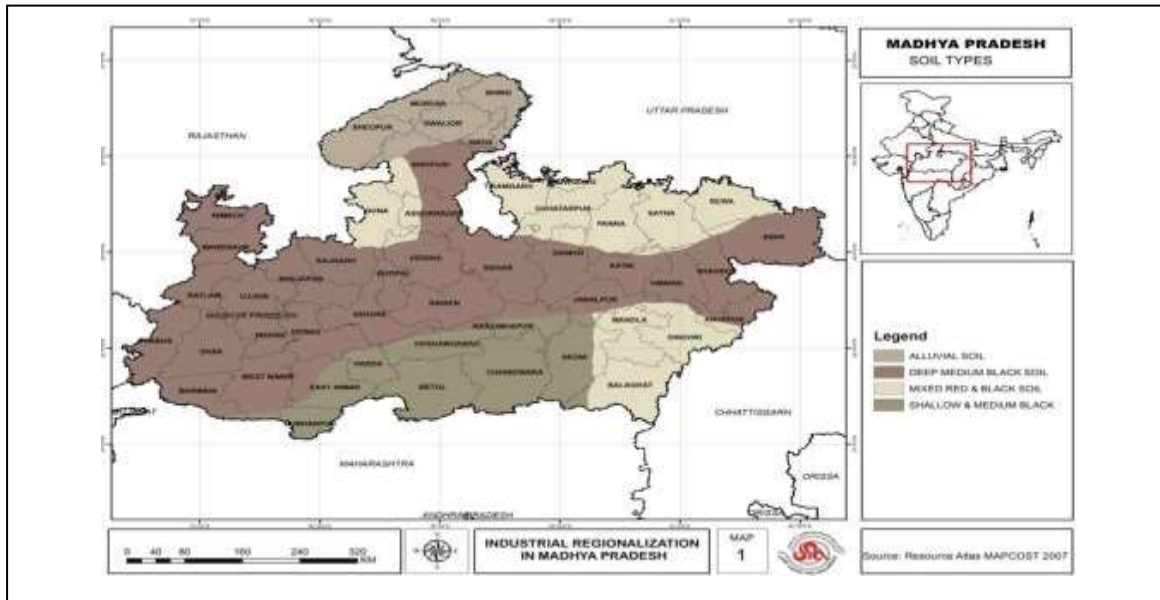 MADHYA PRADESH
SOIL TYPES
UTTAR PRADESH
RAJASTHAN
BHIND
MORENA
GWALIOR
SHEOPUR
DATIA
SHIVPURI
GUNA
ASHOKNAGAR
TIKAMGARH
CHHATARPUR
PANNA
SATNA
REWA
SIDHI
NEEMUCH
MANDSAUR
RAJGARH
SHAJAPUR
VIDISHA
BHOPAL
SAGAR
DAMOH
KATNI
UMARIA
SHAHDOL
RATLAM
UJJAIN
RAISEN
JABALPUR
SEHORE
DEWAS
INDORE
DHAR
NARSIMHAPUR
HOSHANGABAD
MANDLA
DINDORI
ANUPPUR
HARDA
SEONI
CHHINDWARA
BETUL
WEST NIMAR
EAST NIMAR
BARWANI
BALAGHAT
CHHATTISGARH
MAHARASHTRA
ANDHRA PRADESH
ORISSA
ORISSA
Legend
ALLUVIAL SOIL
DEEP MEDIUM BLACK SOIL
MIXED RED & BLACK SOIL
SHALLOW & MEDIUM BLACK
0 40 80 160 240 320
KM
INDUSTRIAL REGIONALIZATION
IN MADHYA PRADESH
MAP
1
Source: Resource Atlas MAPCOST 2007